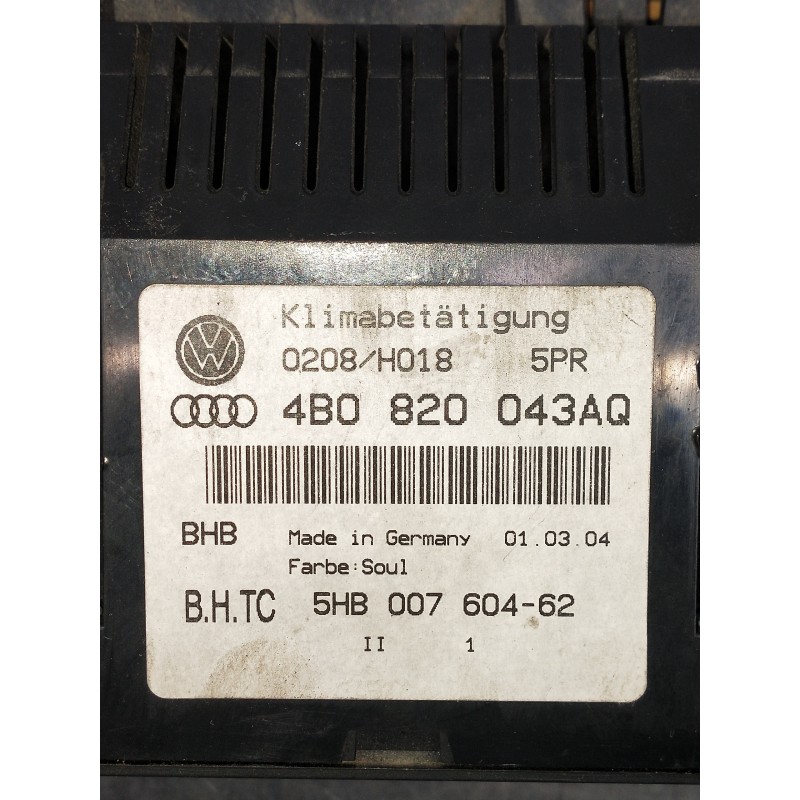 Klimabetätigung
0208/H018 5PR
4B0 820 043AQ
BHB Made in Germany 01.03.04
Farbe:Soul
B.H.TC 5HB 007 604-62
II 1